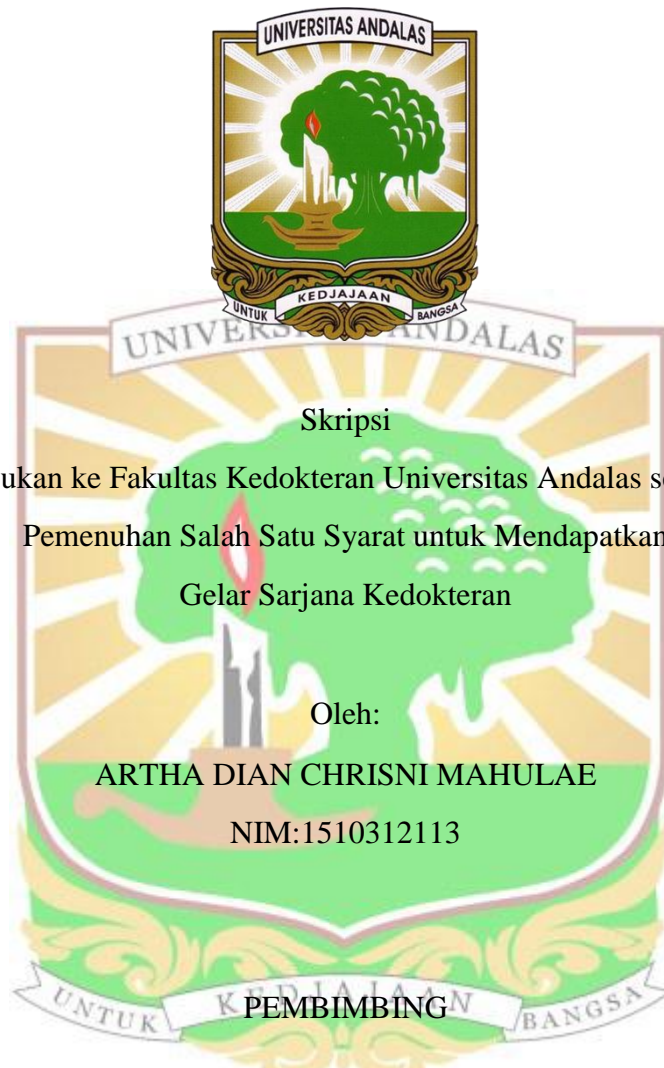 UNIVERSITAS ANDALAS
UNTUK KEDJAJAAN BANGSA
UNIVERS ANDALAS
Skripsi
ukan ke Fakultas Kedokteran Universitas Andalas se
Pemenuhan Salah Satu Syarat untuk Mendapatkan
Gelar Sarjana Kedokteran
Oleh:
ARTHA DIAN CHRISNI MAHULAE
NIM:1510312113
UNTUK KEDJAJAAN BANGSA
PEMBIMBING